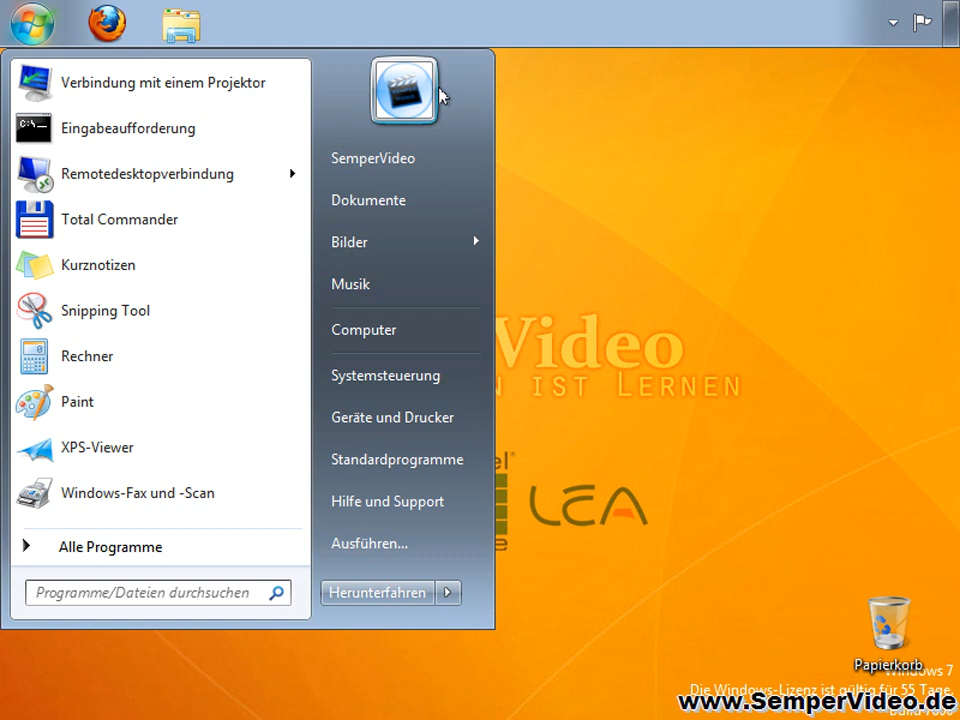 Verbindung mit einem Projektor
Eingabeaufforderung
Remotedesktopverbindung
Total Commander
Kurznotizen
Snipping Tool
Rechner
Paint
XPS-Viewer
Windows-Fax und -Scan
Alle Programme
Programme/Dateien durchsuchen
SemperVideo
Dokumente
Bilder
Musik
Computer
Systemsteuerung
Geräte und Drucker
Standardprogramme
Hilfe und Support
Ausführen...
Herunterfahren
Video
IST LERNEN
LEA
Papierkorb
Windows 7
Die Windows-Lizenz ist gültig für 55 Tage.
www.SemperVideo.de